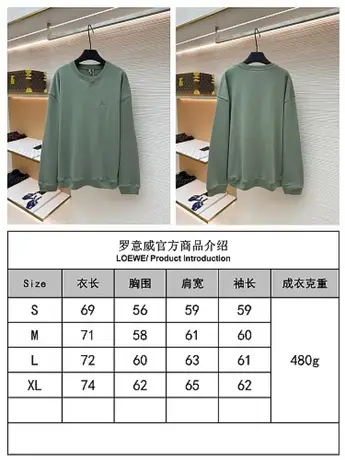 罗意威官方商品介绍
LOEWE/ Product Introduction
Size 衣长 胸围 肩宽 袖长 成衣克重
S 69 56 59 59
M 71 58 61 60
L 72 60 63 61 480g
XL 74 62 65 62